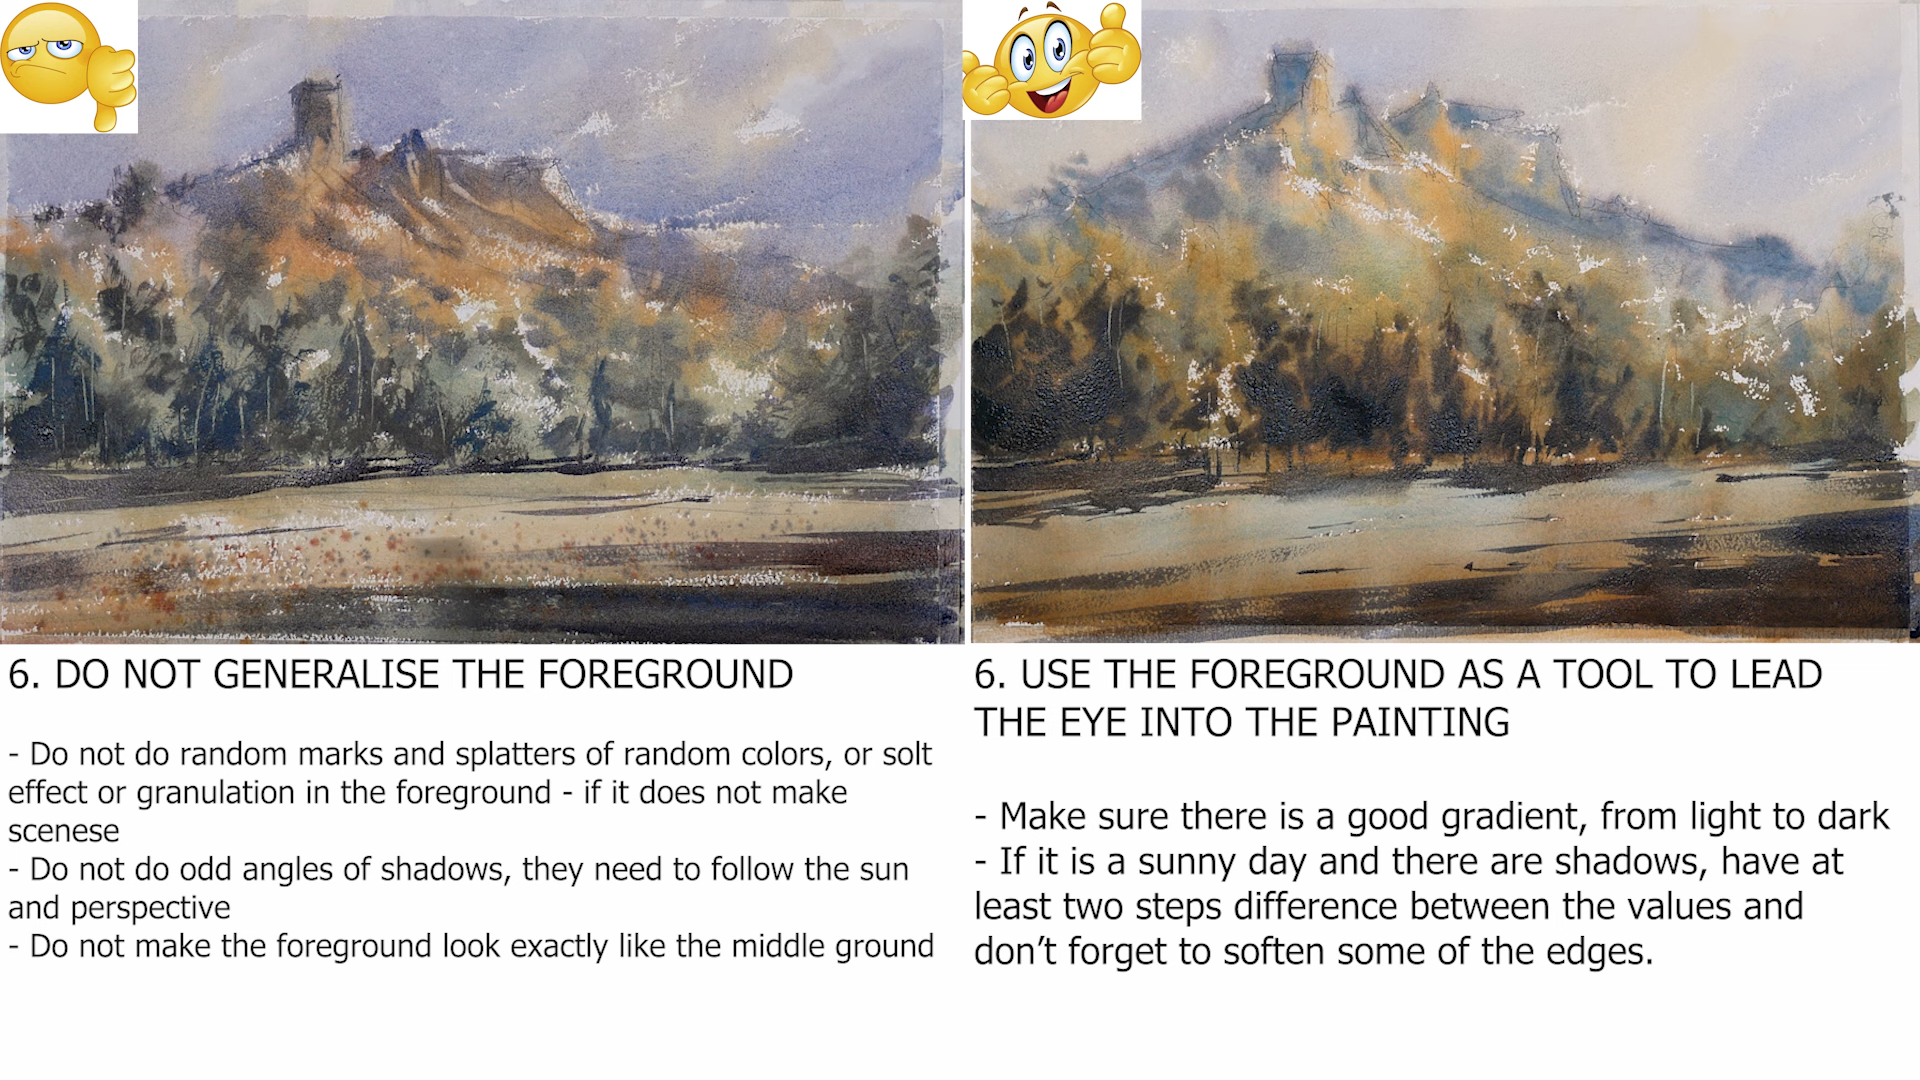 6. DO NOT GENERALISE THE FOREGROUND
- Do not do random marks and splatters of random colors, or solt
effect or granulation in the foreground - if it does not make
scenese
- Do not do odd angles of shadows, they need to follow the sun
and perspective
- Do not make the foreground look exactly like the middle ground
6. USE THE FOREGROUND AS A TOOL TO LEAD
THE EYE INTO THE PAINTING
- Make sure there is a good gradient, from light to dark
- If it is a sunny day and there are shadows, have at
least two steps difference between the values and
don’t forget to soften some of the edges.